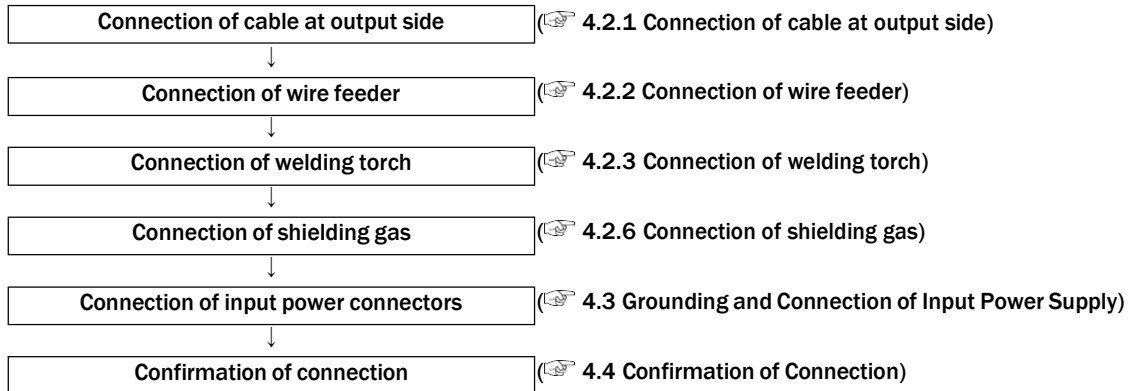 Connection of cable at output side (☞ 4.2.1 Connection of cable at output side)
↓
Connection of wire feeder (☞ 4.2.2 Connection of wire feeder)
↓
Connection of welding torch (☞ 4.2.3 Connection of welding torch)
↓
Connection of shielding gas (☞ 4.2.6 Connection of shielding gas)
↓
Connection of input power connectors (☞ 4.3 Grounding and Connection of Input Power Supply)
↓
Confirmation of connection (☞ 4.4 Confirmation of Connection)